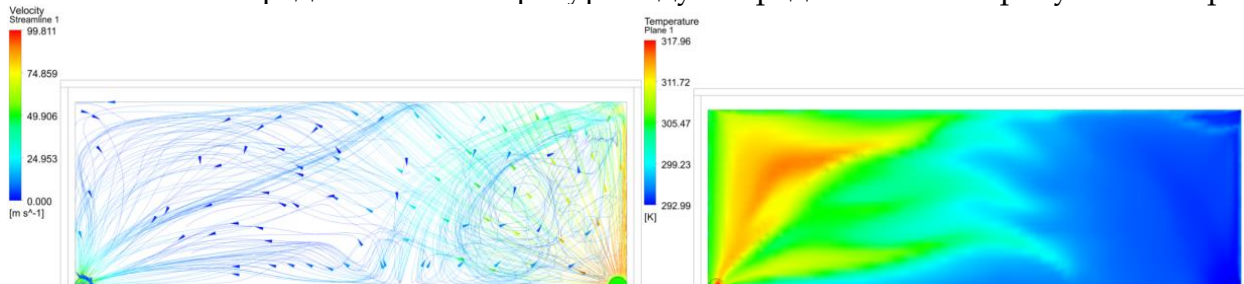 Velocity
Streamline 1
99.811
74.859
49.906
24.953
0.000
[m s^-1]
Temperature
Plane 1
317.96
311.72
305.47
299.23
292.99
[K]